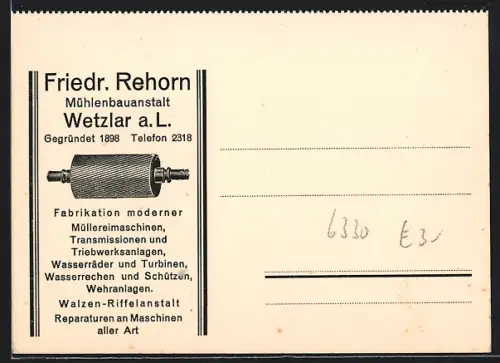 Friedr. Rehorn
Mühlenbauanstalt
Wetzlar a.L.
Gegründet 1898 Telefon 2318
Fabrikation moderner
Müllereimaschinen,
Transmissionen und
Triebwerksanlagen,
Wasserräder und Turbinen,
Wasserrechen und Schützen,
Wehranlagen.
Walzen-Riffelanstalt
Reparaturen an Maschinen
aller Art
6330